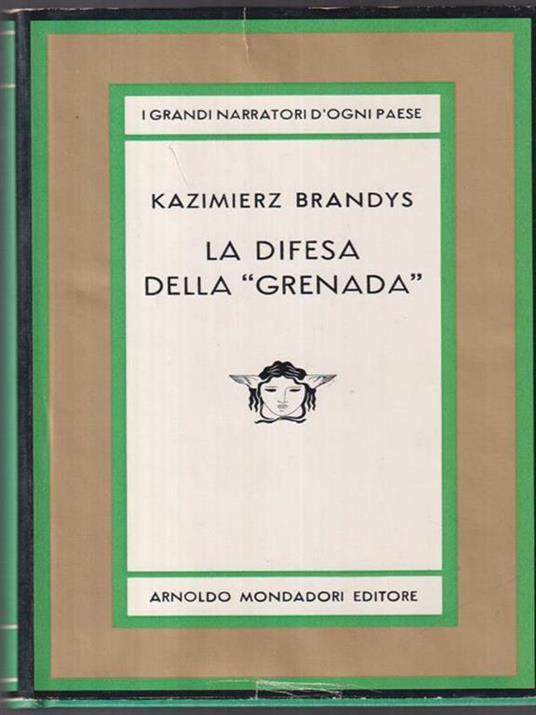 I GRANDI NARRATORI D'OGNI PAESE
KAZIMIERZ BRANDYS
LA DIFESA
DELLA “GRENADA”
ARNOLDO MONDADORI EDITORE